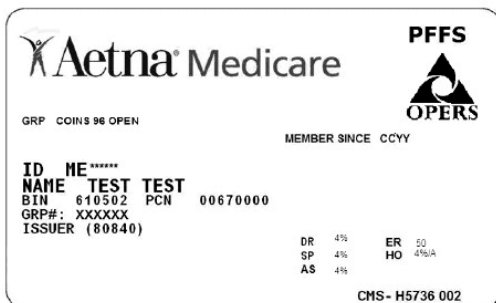 PFFS
Aetna® Medicare
OPERS
GRP COINS 96 OPEN
MEMBER SINCE CCYY
ID ME******
NAME TEST TEST
BIN 610502 PCN 00670000
GRP#: XXXXXX
ISSUER (80840)
DR 4% ER 50
SP 4% HO 4%/A
AS 4%
CMS- H5736 002